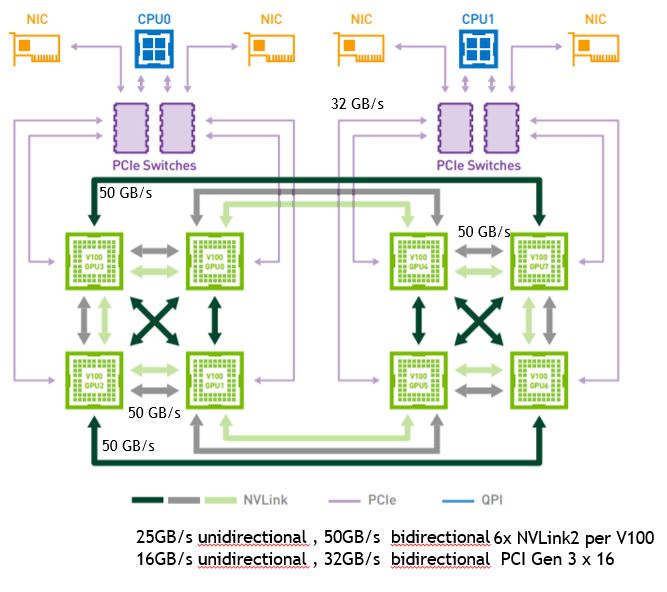 NIC CPU0 NIC NIC CPU1 NIC
32 GB/s
PCIe Switches PCIe Switches
50 GB/s
50 GB/s
V100 GPU3
V100 GPU0
V100 GPU4
V100 GPU7
V100 GPU2
V100 GPU1
V100 GPU5
V100 GPU6
50 GB/s
50 GB/s
NVLink PCIe QPI
25GB/s unidirectional , 50GB/s bidirectional 6x NVLink2 per V100
16GB/s unidirectional , 32GB/s bidirectional PCI Gen 3 x 16